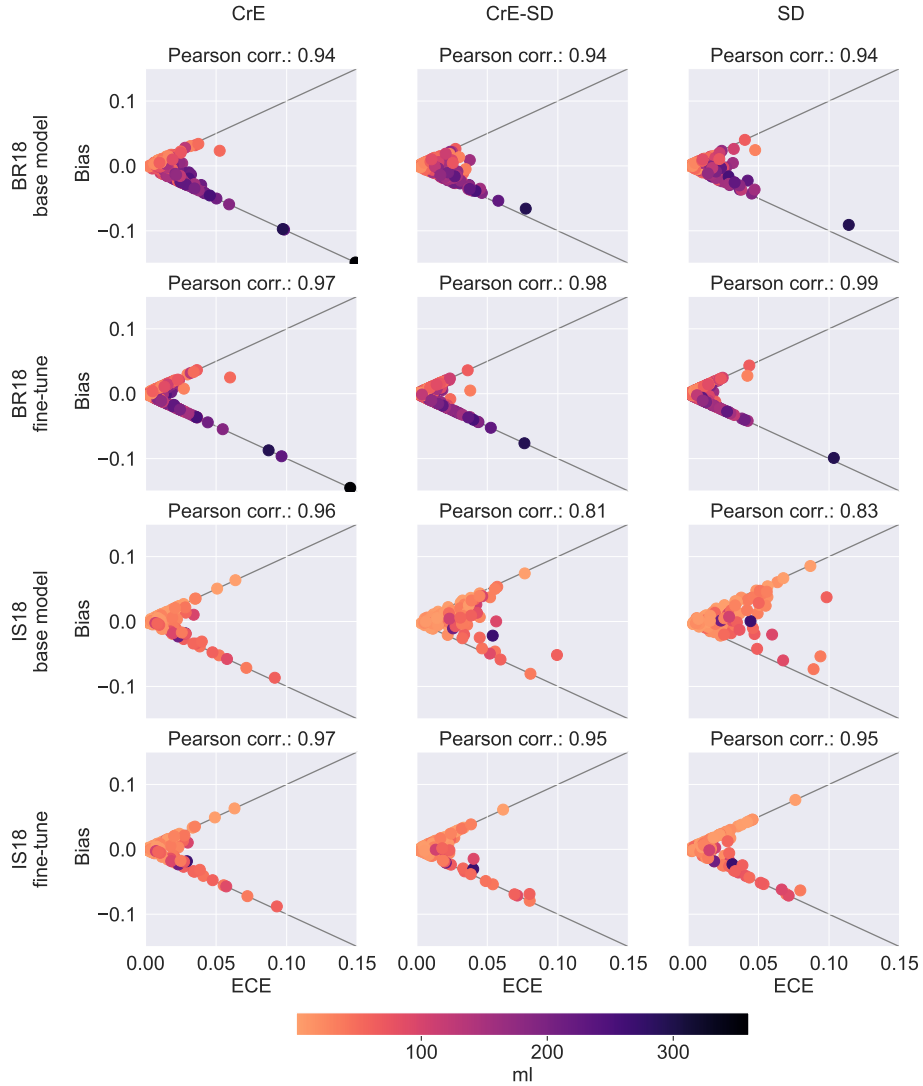 CrE CrE-SD SD
Pearson corr.: 0.94 Pearson corr.: 0.94 Pearson corr.: 0.94
BR18
base model
Bias
0.1
0.0
−0.1
Pearson corr.: 0.97 Pearson corr.: 0.98 Pearson corr.: 0.99
BR18
fine-tune
Bias
0.1
0.0
−0.1
Pearson corr.: 0.96 Pearson corr.: 0.81 Pearson corr.: 0.83
IS18
base model
Bias
0.1
0.0
−0.1
Pearson corr.: 0.97 Pearson corr.: 0.95 Pearson corr.: 0.95
IS18
fine-tune
Bias
0.1
0.0
−0.1
0.00 0.05 0.10 0.15 0.00 0.05 0.10 0.15 0.00 0.05 0.10 0.15
ECE ECE ECE
100 200 300
ml